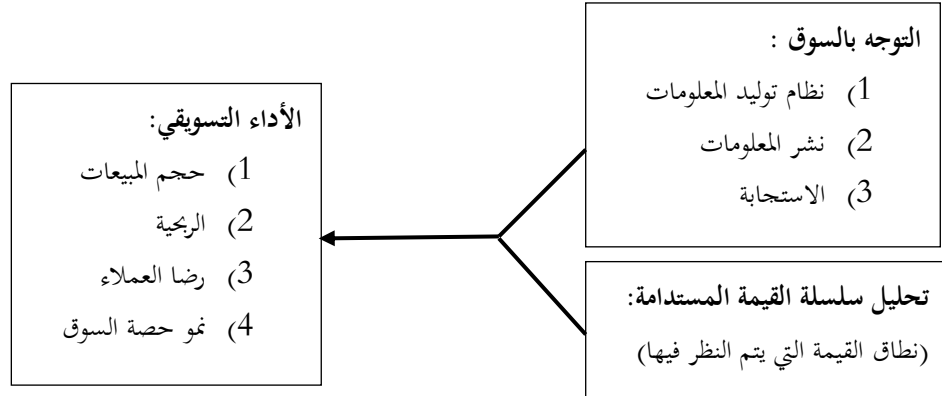 التوجه بالسوق :
1) نظام توليد المعلومات
2) نشر المعلومات
3) الاستجابة
تحليل سلسلة القيمة المستدامة:
(نطاق القيمة التي يتم النظر فيها)
الأداء التسويقي:
1) حجم المبيعات
2) الربحية
3) رضا العملاء
4) نمو حصة السوق